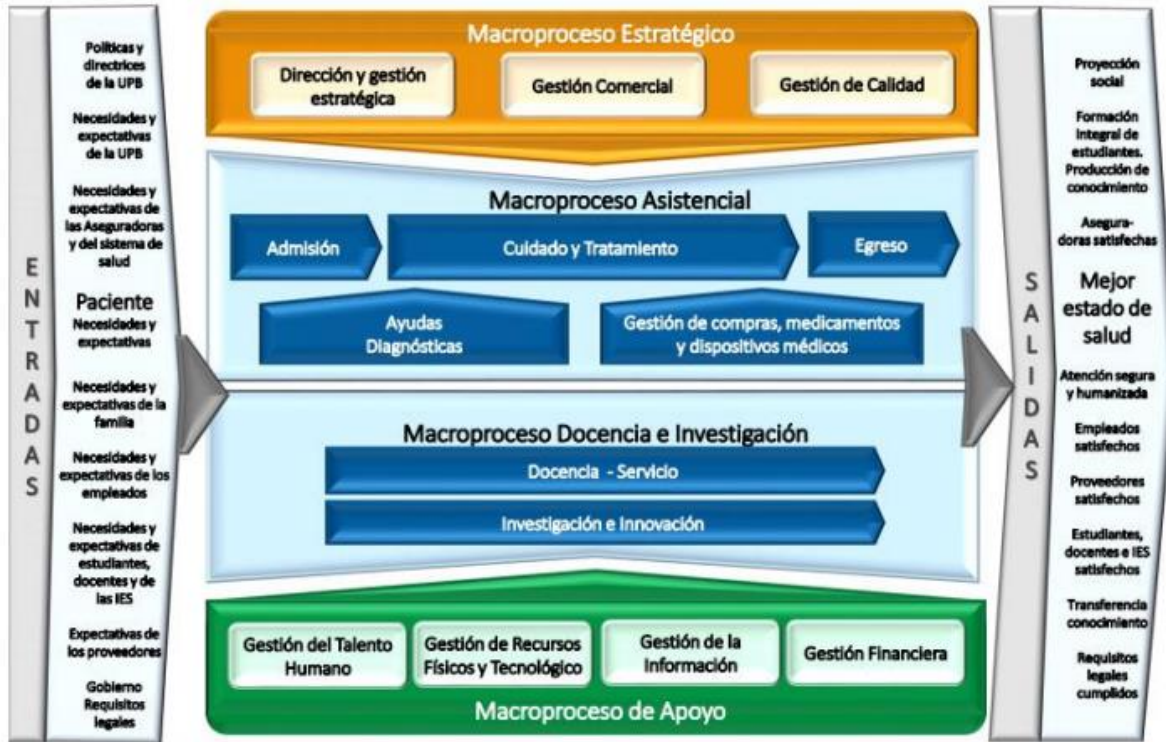 ENTRADAS
Políticas y
directrices
de la UPB
Necesidades y
expectativas
de la UPB
Necesidades y
expectativas de
las Aseguradoras
y del sistema de
salud
Paciente
Necesidades y
expectativas
Necesidades y
expectativas de la
familia
Necesidades y
expectativas de los
empleados
Necesidades y
expectativas de
estudiantes,
docentes y de
las IES
Expectativas de
los proveedores
Gobierno
Requisitos
legales
Macroproceso Estratégico
Dirección y gestión
estratégica
Gestión Comercial
Gestión de Calidad
Macroproceso Asistencial
Admisión
Cuidado y Tratamiento
Egreso
Ayudas
Diagnósticas
Gestión de compras, medicamentos
y dispositivos médicos
Macroproceso Docencia e Investigación
Docencia - Servicio
Investigación e Innovación
Gestión del Talento
Humano
Gestión de Recursos
Físicos y Tecnológico
Gestión de la
Información
Gestión Financiera
Macroproceso de Apoyo
SALIDAS
Proyección
social
Formación
Integral de
estudiantes.
Producción de
conocimiento
Asegura-
doras satisfechas
Mejor
estado de
salud
Atención segura
y humanizada
Empleados
satisfechos
Proveedores
satisfechos
Estudiantes,
docentes e IES
satisfechos
Transferencia
conocimiento
Requisitos
legales
cumplidos